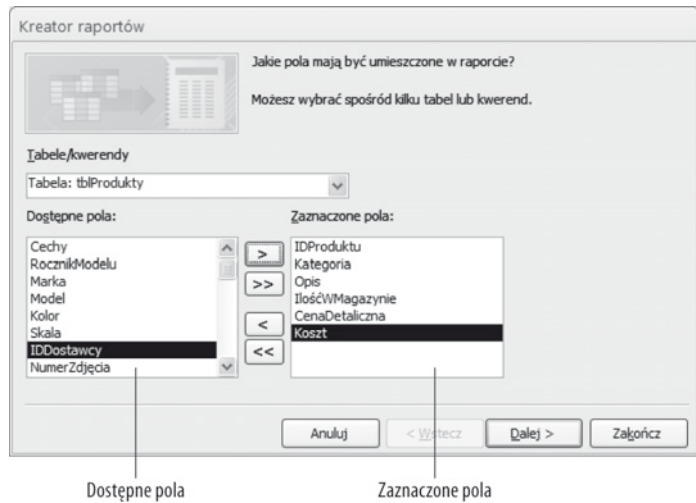 Kreator raportów
Jakie pola mają być umieszczone w raporcie?
Możesz wybrać spośród kilku tabel lub kwerend.
Tabele/kwerendy
Tabela: tblProdukty
Dostępne pola:
Zaznaczone pola:
Cechy
RocznikModelu
Marka
Model
Kolor
Skala
IDDostawcy
NumerZdjęcia
>
>>
<
<<
IDProduktu
Kategoria
Opis
IlośćWMagazynie
CenaDetaliczna
Koszt
Anuluj
< Wstecz
Dalej >
Zakończ
Dostępne pola
Zaznaczone pola